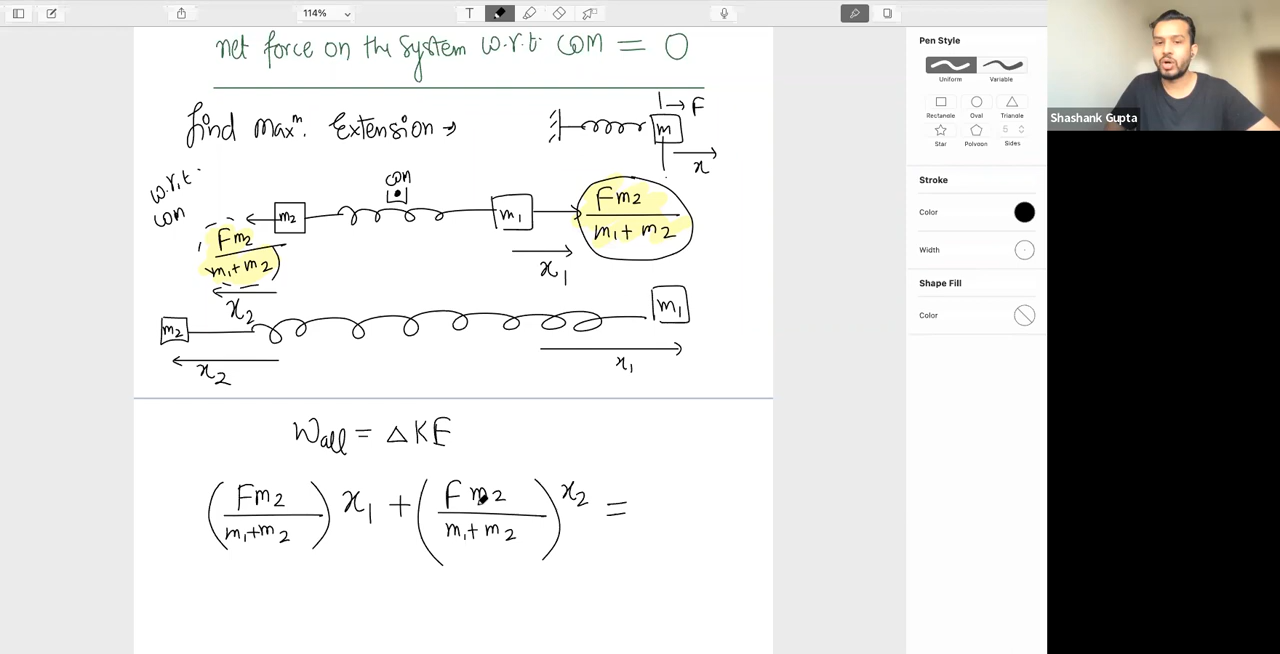 114%
T
net force on the system w.r.t. COM = 0
find maxᵐ. Extension →
F
m
x
w.r.t. com
com
m₂
m₁
Fm₂ / m₁+m₂
Fm₂ / m₁+m₂
x₁
x₂
m₂
m₁
x₂
x₁
Wall = ΔKE
(Fm₂ / m₁+m₂) x₁ + (Fm₂ / m₁+m₂) x₂ =
Pen Style
Uniform
Variable
Rectangle
Oval
Triangle
Star
Polygon
5
Sides
Stroke
Color
Width
Shape Fill
Color
Shashank Gupta